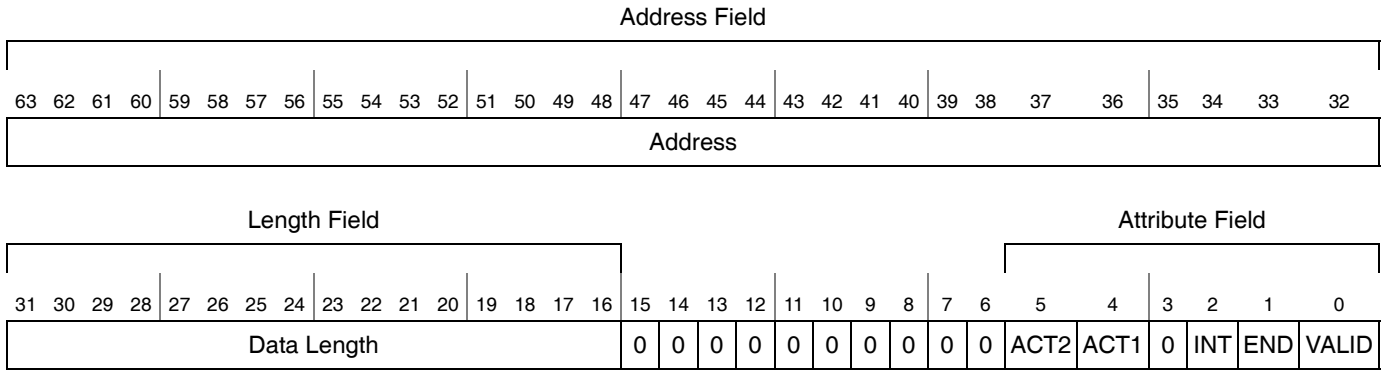 Address Field
63 62 61 60 59 58 57 56 55 54 53 52 51 50 49 48 47 46 45 44 43 42 41 40 39 38 37 36 35 34 33 32
Address
Length Field Attribute Field
31 30 29 28 27 26 25 24 23 22 21 20 19 18 17 16 15 14 13 12 11 10 9 8 7 6 5 4 3 2 1 0
Data Length 0 0 0 0 0 0 0 0 0 0 ACT2 ACT1 0 INT END VALID